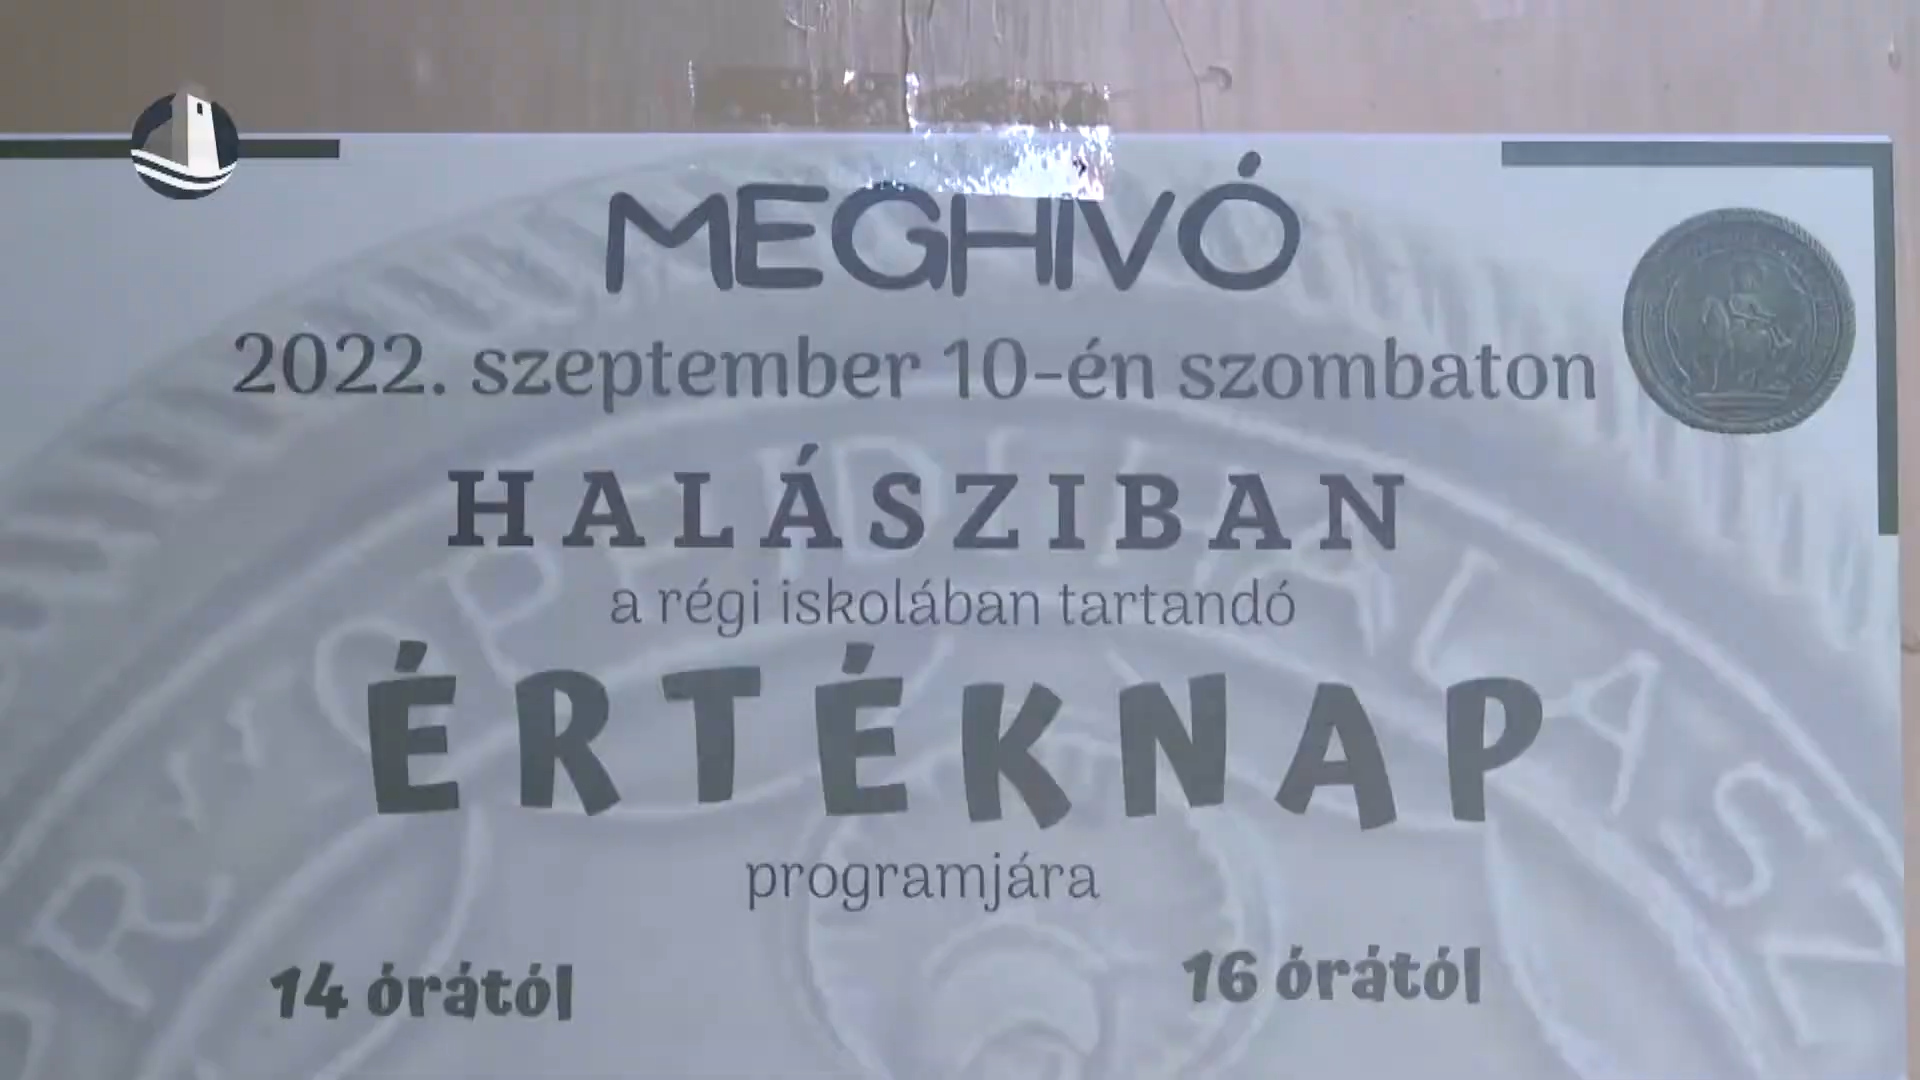 MEGHIVÓ
2022. szeptember 10-én szombaton
HALÁSZIBAN
a régi iskolában tartandó
ÉRTÉKNAP
programjára
14 órától
16 órától